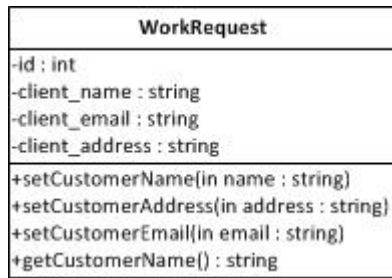 WorkRequest
-id : int
-client_name : string
-client_email : string
-client_address : string
+setCustomerName(in name : string)
+setCustomerAddress(in address : string)
+setCustomerEmail(in email : string)
+getCustomerName() : string